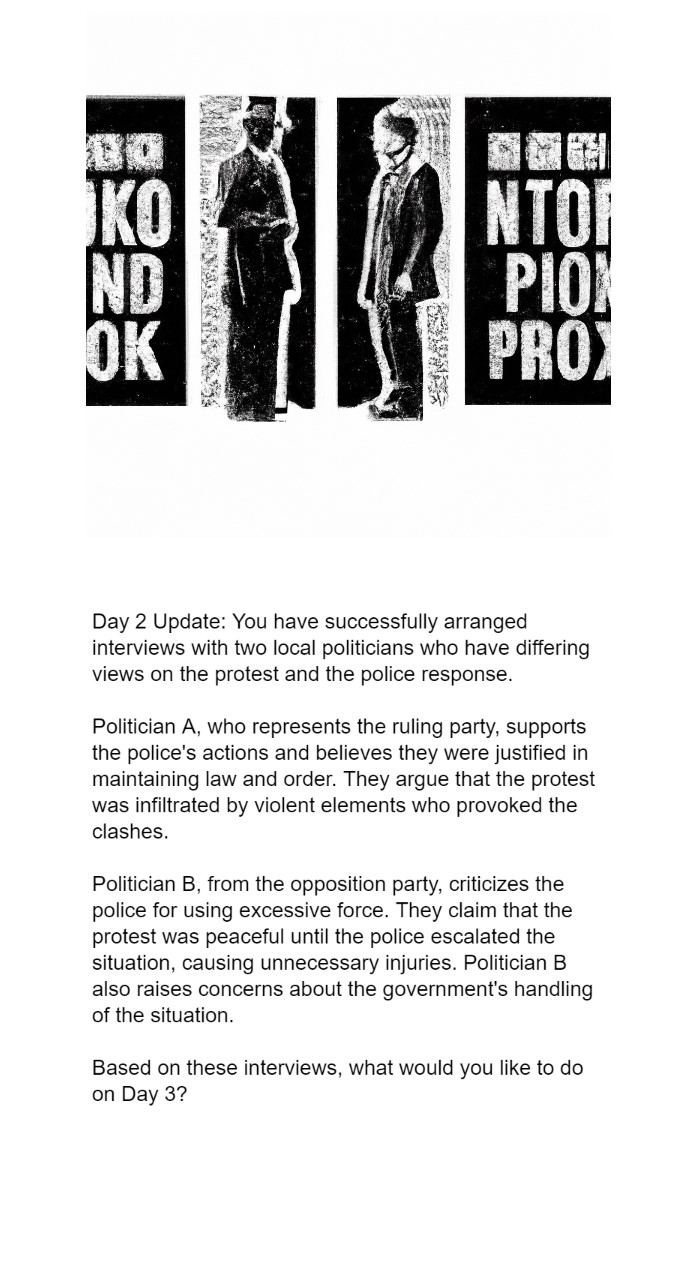 UKO
ND
OK
NTOP
PION
PROX
Day 2 Update: You have successfully arranged
interviews with two local politicians who have differing
views on the protest and the police response.
Politician A, who represents the ruling party, supports
the police's actions and believes they were justified in
maintaining law and order. They argue that the protest
was infiltrated by violent elements who provoked the
clashes.
Politician B, from the opposition party, criticizes the
police for using excessive force. They claim that the
protest was peaceful until the police escalated the
situation, causing unnecessary injuries. Politician B
also raises concerns about the government's handling
of the situation.
Based on these interviews, what would you like to do
on Day 3?